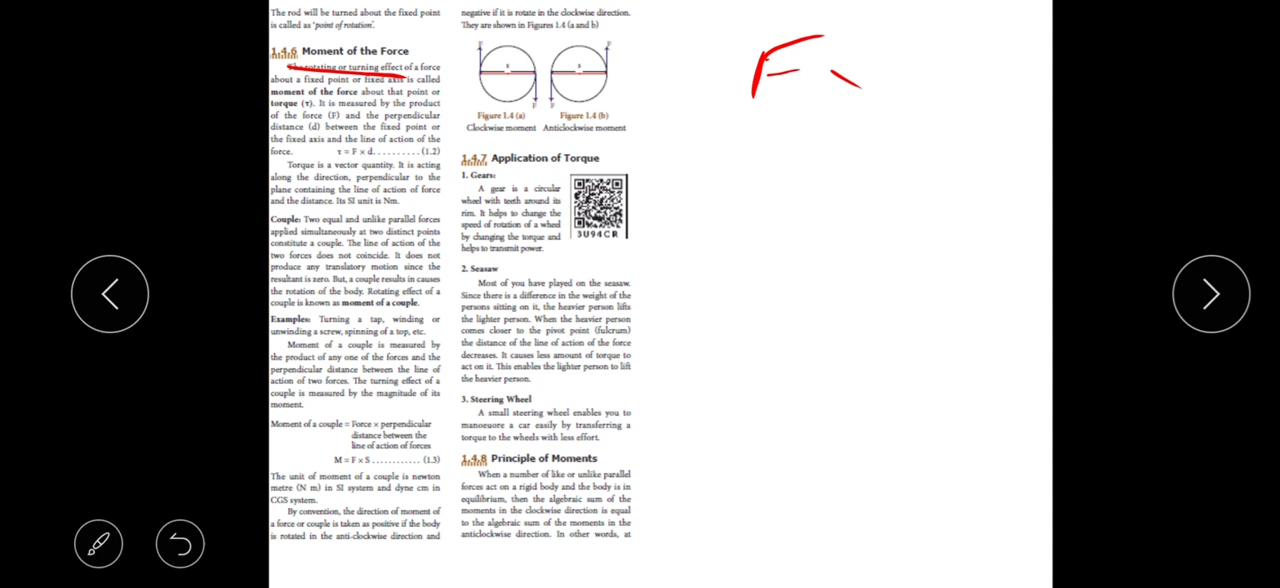 The rod will be turned about the fixed point
is called as 'point of rotation'.
1.4.6 Moment of the Force
The rotating or turning effect of a force
about a fixed point or fixed axis is called
moment of the force about that point or
torque (τ). It is measured by the product
of the force (F) and the perpendicular
distance (d) between the fixed point or
the fixed axis and the line of action of the
force. τ = F × d..........(1.2)
Torque is a vector quantity. It is acting
along the direction, perpendicular to the
plane containing the line of action of force
and the distance. Its SI unit is Nm.
Couple: Two equal and unlike parallel forces
applied simultaneously at two distinct points
constitute a couple. The line of action of the
two forces does not coincide. It does not
produce any translatory motion since the
resultant is zero. But, a couple results in causes
the rotation of the body. Rotating effect of a
couple is known as moment of a couple.
Examples: Turning a tap, winding or
unwinding a screw, spinning of a top, etc.
Moment of a couple is measured by
the product of any one of the forces and the
perpendicular distance between the line of
action of two forces. The turning effect of a
couple is measured by the magnitude of its
moment.
Moment of a couple = Force × perpendicular
distance between the
line of action of forces
M = F × S ............ (1.3)
The unit of moment of a couple is newton
metre (N m) in SI system and dyne cm in
CGS system.
By convention, the direction of moment of
a force or couple is taken as positive if the body
is rotated in the anti-clockwise direction and
negative if it is rotate in the clockwise direction.
They are shown in Figures 1.4 (a and b)
F F
S S
F F
Figure 1.4 (a) Figure 1.4 (b)
Clockwise moment Anticlockwise moment
1.4.7 Application of Torque
1. Gears:
A gear is a circular
wheel with teeth around its
rim. It helps to change the
speed of rotation of a wheel
by changing the torque and
helps to transmit power.
3U94CR
2. Seasaw
Most of you have played on the seasaw.
Since there is a difference in the weight of the
persons sitting on it, the heavier person lifts
the lighter person. When the heavier person
comes closer to the pivot point (fulcrum)
the distance of the line of action of the force
decreases. It causes less amount of torque to
act on it. This enables the lighter person to lift
the heavier person.
3. Steering Wheel
A small steering wheel enables you to
manoeuore a car easily by transferring a
torque to the wheels with less effort.
1.4.8 Principle of Moments
When a number of like or unlike parallel
forces act on a rigid body and the body is in
equilibrium, then the algebraic sum of the
moments in the clockwise direction is equal
to the algebraic sum of the moments in the
anticlockwise direction. In other words, at
F